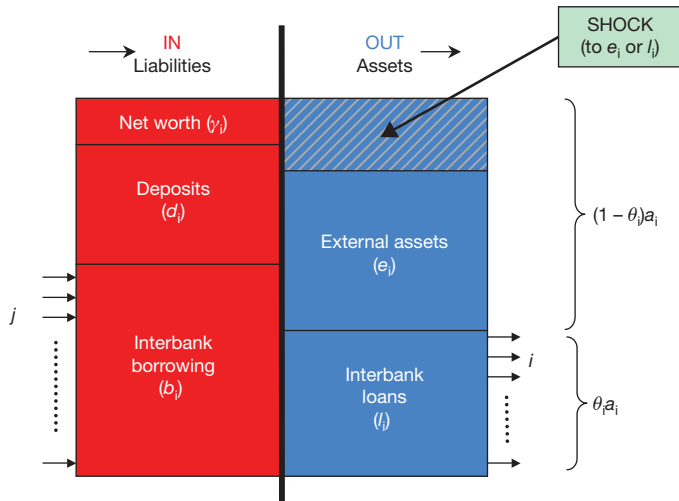 SHOCK
(to eᵢ or lᵢ)
IN
Liabilities
OUT
Assets
Net worth (γᵢ)
Deposits
(dᵢ)
External assets
(eᵢ)
(1 − θᵢ)aᵢ
j
Interbank
borrowing
(bᵢ)
Interbank
loans
(lᵢ)
i
θᵢaᵢ